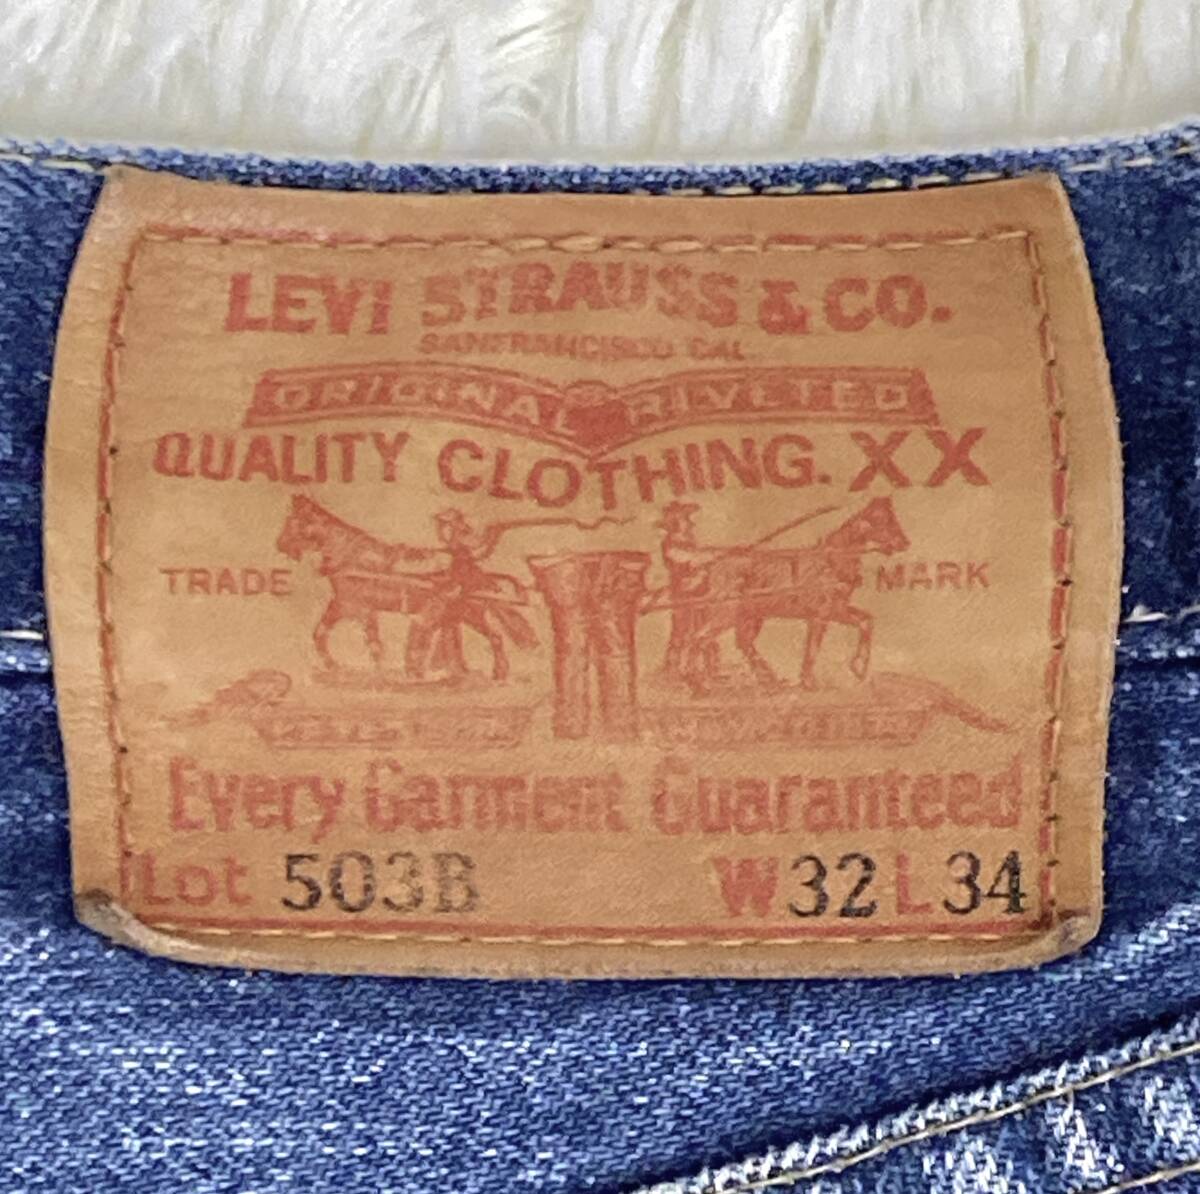 LEVI STRAUSS & CO.
SAN FRANCISCO CAL.
ORIGINAL RIVETED
QUALITY CLOTHING. XX
TRADE MARK
Every Garment Guaranteed
Lot 503B W32 L34